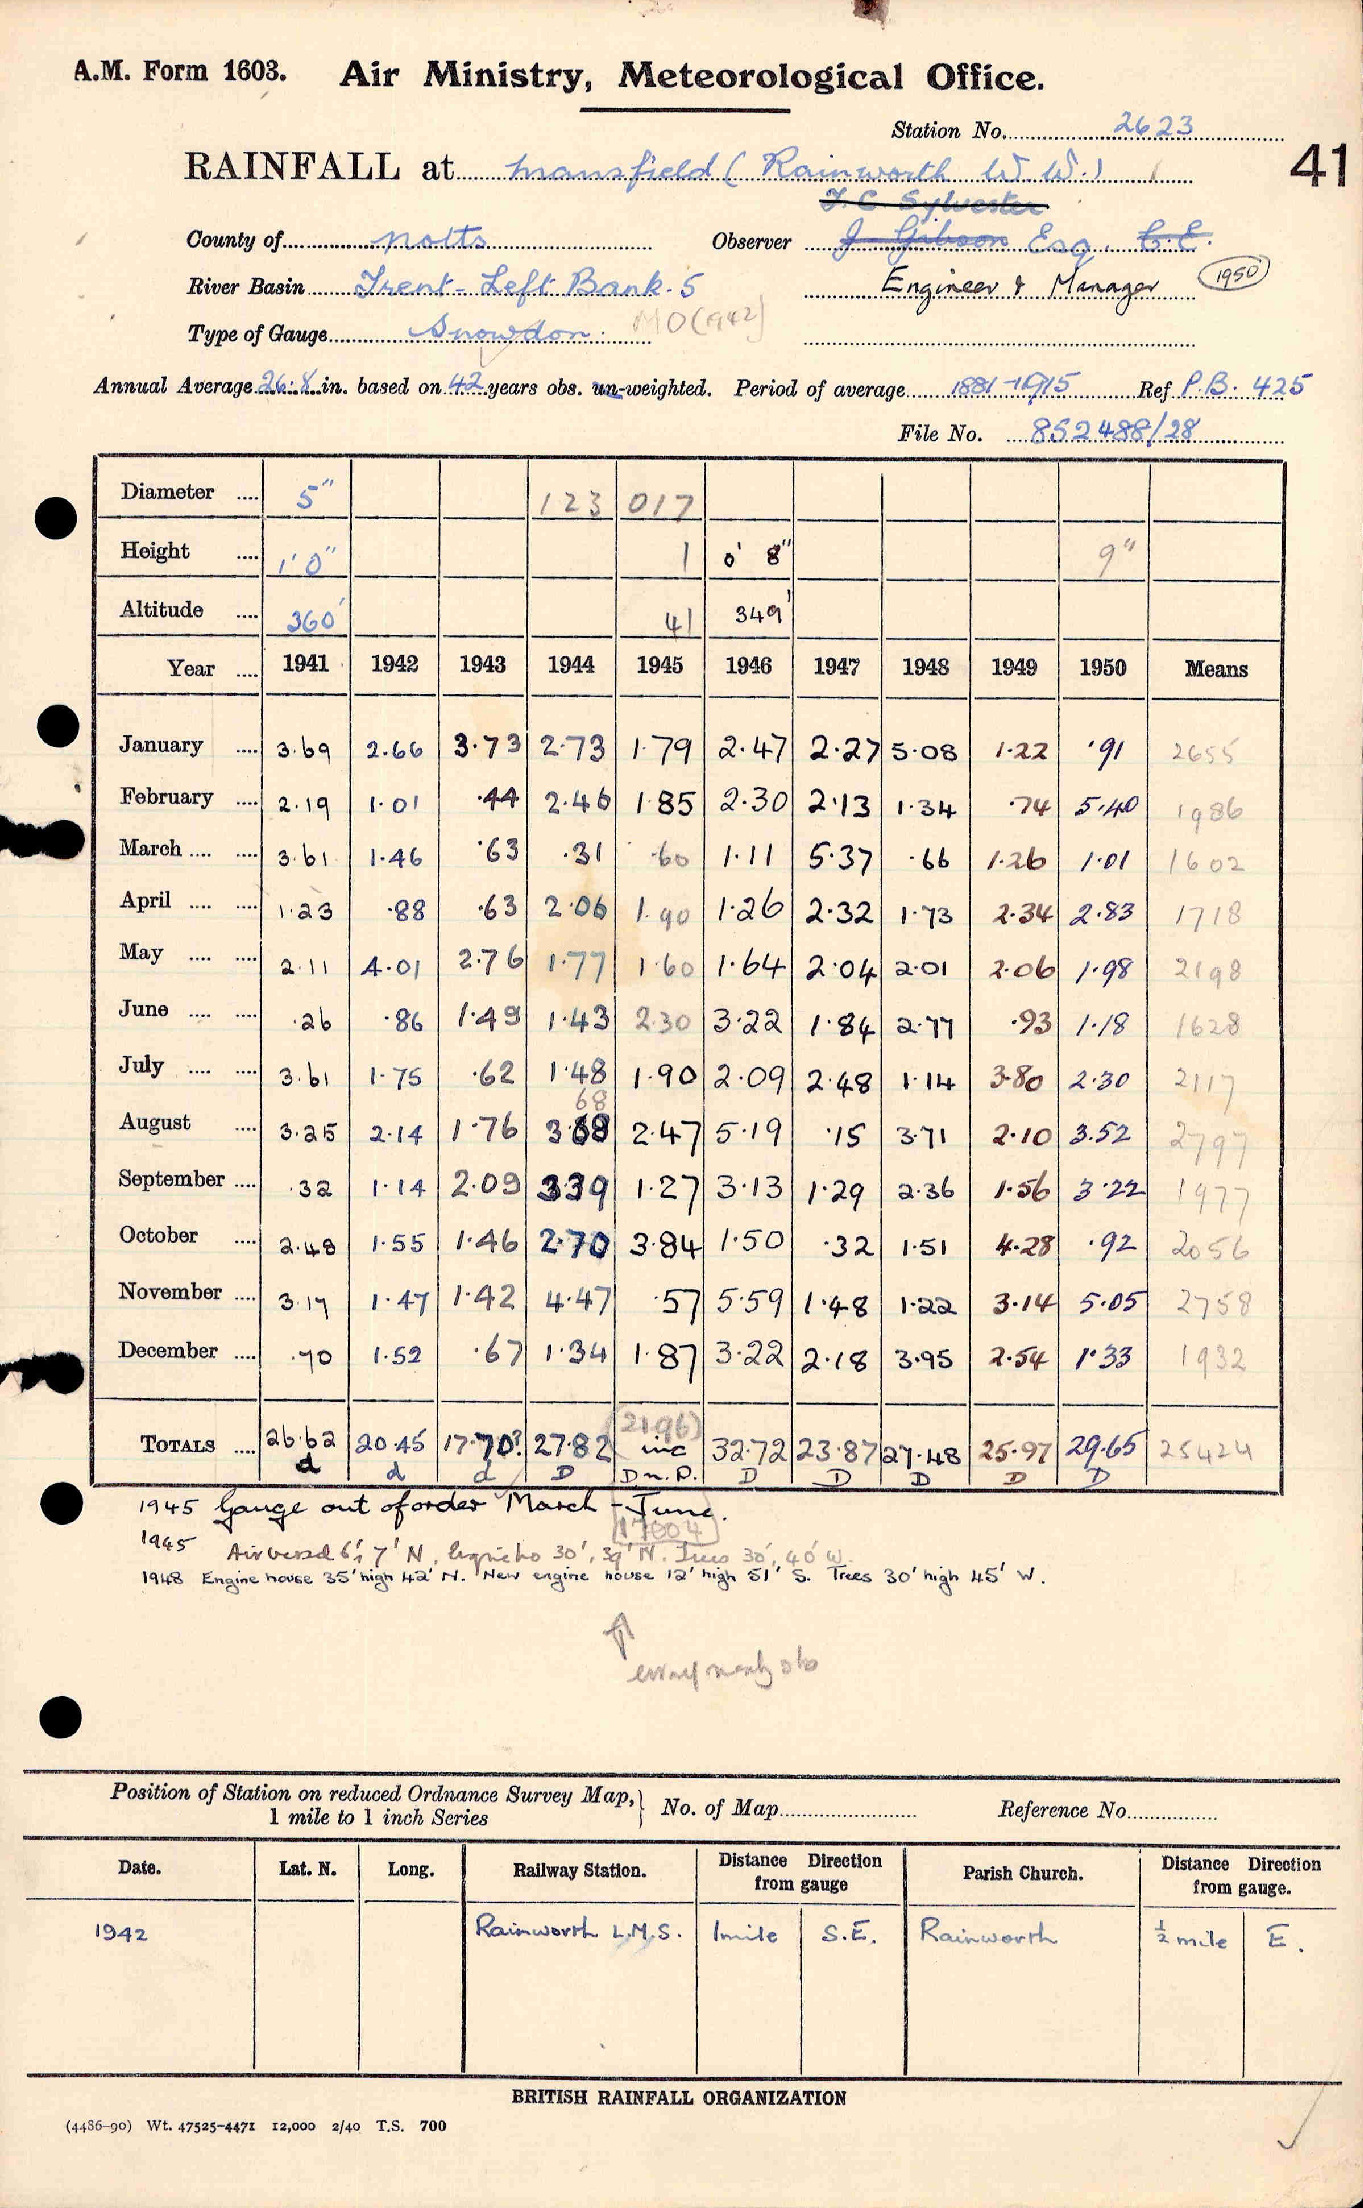 A.M. Form 1603. Air Ministry, Meteorological Office.
Station No. 2623
41
RAINFALL at Mansfield (Rainworth W.W.)
J. C. Sylvester
County of Notts Observer J. Gibson Esq. C.E.
River Basin Trent - Left Bank. 5 Engineer & Manager 1950
Type of Gauge Snowdon. MO (1942)
Annual Average 26.8 in. based on 42 years obs. un-weighted. Period of average 1881-1915 Ref P.B. 425
File No. 852488/28
Diameter .... 5" 123 017
Height .... 1' 0" 1 0' 8" 9"
Altitude .... 360' 41 349'
Year .... 1941 1942 1943 1944 1945 1946 1947 1948 1949 1950 Means
January .... 3.69 2.66 3.73 2.73 1.79 2.47 2.27 5.08 1.22 .91 2655
February .... 2.19 1.01 .44 2.46 1.85 2.30 2.13 1.34 .74 5.40 1986
March .... .... 3.61 1.46 .63 .31 .60 1.11 5.37 .66 1.26 1.01 1602
April .... .... 1.23 .88 .63 2.06 1.90 1.26 2.32 1.73 2.34 2.83 1718
May .... .... 2.11 4.01 2.76 1.77 1.60 1.64 2.04 2.01 2.06 1.98 2198
June .... .... .26 .86 1.49 1.43 2.30 3.22 1.84 2.77 .93 1.18 1628
July .... .... 3.61 1.75 .62 1.48 1.90 2.09 2.48 1.14 3.80 2.30 2117
68
August .... 3.25 2.14 1.76 3.68 2.47 5.19 .15 3.71 2.10 3.52 2797
September .... .32 1.14 2.09 3.39 1.27 3.13 1.29 2.36 1.56 3.22 1977
October .... 2.48 1.55 1.46 2.70 3.84 1.50 .32 1.51 4.28 .92 2056
November .... 3.17 1.47 1.42 4.47 .57 5.59 1.48 1.22 3.14 5.05 2758
December .... .70 1.52 .67 1.34 1.87 3.22 2.18 3.95 2.54 1.33 1932
(21.96)
TOTALS .... 26.62 20.45 17.70? 27.82 inc 32.72 23.87 27.48 25.97 29.65 25424
d d d D D n. P. D D D D D
1945 Gauge out of order March - June.
17804
1945 6', 7' N, 30', 39' N. Trees 30', 40' W.
1948 Engine house 35' high 42' N. New engine house 12' high 51' S. Trees 30' high 45' W.
Position of Station on reduced Ordnance Survey Map, 1 mile to 1 inch Series } No. of Map Reference No.
Date. Lat. N. Long. Railway Station. Distance Direction from gauge Parish Church. Distance Direction from gauge.
1942 Rainworth L.M.S. 1 mile S.E. Rainworth ½ mile E.
BRITISH RAINFALL ORGANIZATION
(4486-90) Wt. 47525-4471 12,000 2/40 T.S. 700